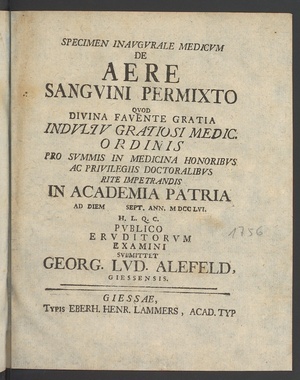 SPECIMEN INAVGVRALE MEDICVM
DE
AERE
SANGVINI PERMIXTO
QVOD
DIVINA FAVENTE GRATIA
INDVLTV GRATIOSI MEDIC.
ORDINIS
PRO SVMMIS IN MEDICINA HONORIBVS
AC PRIVILEGIIS DOCTORALIBVS
RITE IMPETRANDIS
IN ACADEMIA PATRIA
AD DIEM SEPT. ANN. MDCCLVI.
H. L. Q. C.
PVBLICO
ERVDITORVM
EXAMINI
SVBMITTET
GEORG. LVD. ALEFELD,
GIESSENSIS.
1756
GIESSAE,
TYPIS EBERH. HENR. LAMMERS, ACAD. TYP